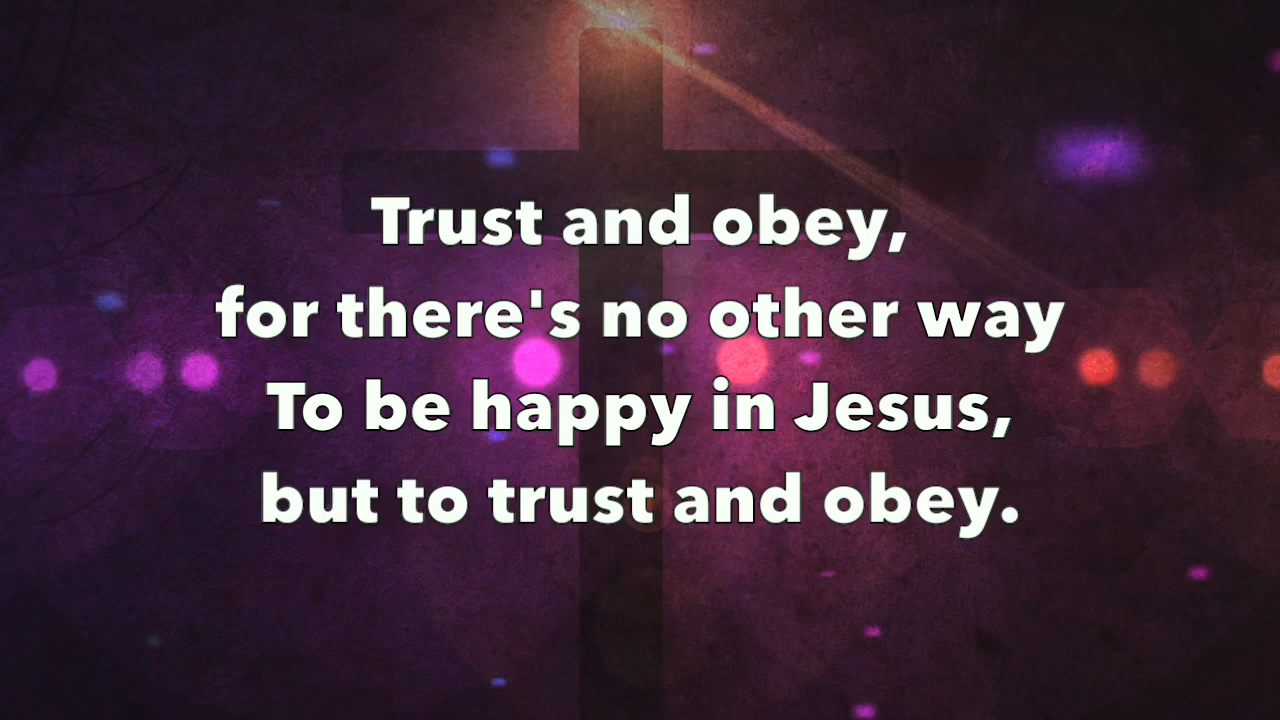 Trust and obey,
for there's no other way
To be happy in Jesus,
but to trust and obey.